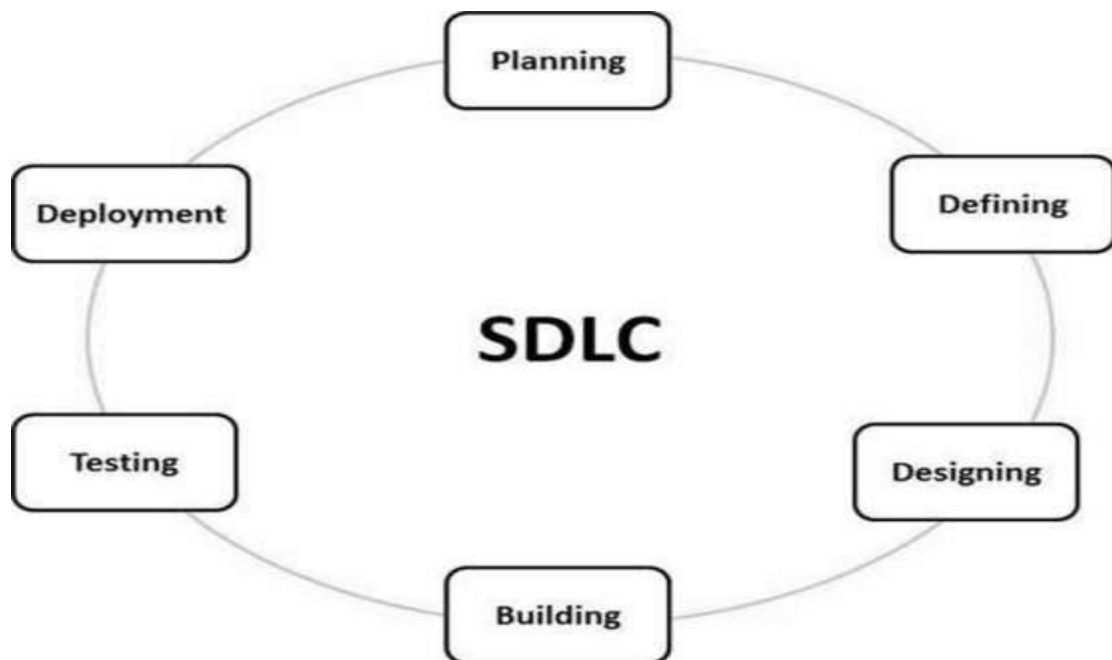 Planning
Defining
Designing
Building
Testing
Deployment
SDLC